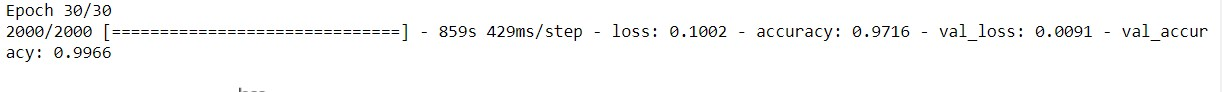 Epoch 30/30
2000/2000 [==============================] - 859s 429ms/step - loss: 0.1002 - accuracy: 0.9716 - val_loss: 0.0091 - val_accur
acy: 0.9966